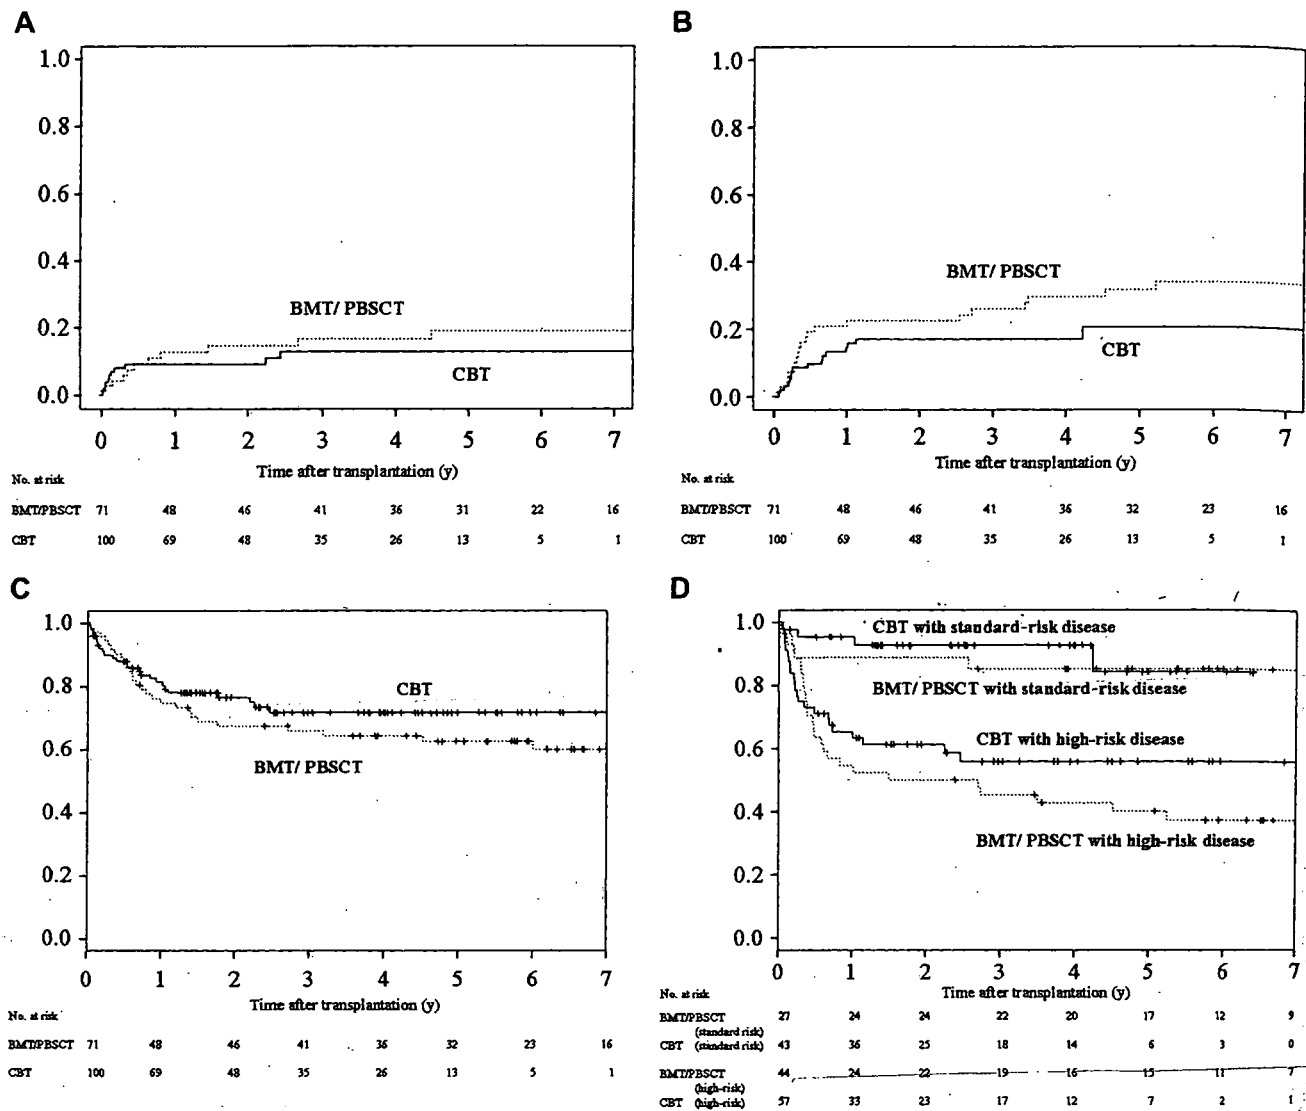 A
1.0
0.8
0.6
0.4
0.2
0.0
BMT/ PBSCT
CBT
0 1 2 3 4 5 6 7
Time after transplantation (y)
No. at risk
BMT/PBSCT 71 48 46 41 36 31 22 16
CBT 100 69 48 35 26 13 5 1
B
1.0
0.8
0.6
0.4
0.2
0.0
BMT/ PBSCT
CBT
0 1 2 3 4 5 6 7
Time after transplantation (y)
No. at risk
BMT/PBSCT 71 48 46 41 36 32 23 16
CBT 100 69 48 35 26 13 5 1
C
1.0
0.8
0.6
0.4
0.2
0.0
CBT
BMT/ PBSCT
0 1 2 3 4 5 6 7
Time after transplantation (y)
No. at risk
BMT/PBSCT 71 48 46 41 36 32 23 16
CBT 100 69 48 35 26 13 5 1
D
1.0
0.8
0.6
0.4
0.2
0.0
CBT with standard-risk disease
BMT/ PBSCT with standard-risk disease
CBT with high-risk disease
BMT/ PBSCT with high-risk disease
0 1 2 3 4 5 6 7
Time after transplantation (y)
No. at risk
BMT/PBSCT 27 24 24 22 20 17 12 9
(standard risk)
CBT (standard risk) 43 36 25 18 14 6 3 0
BMT/PBSCT 44 24 22 19 16 15 11 7
(high-risk)
CBT (high-risk) 57 33 23 17 12 7 2 1